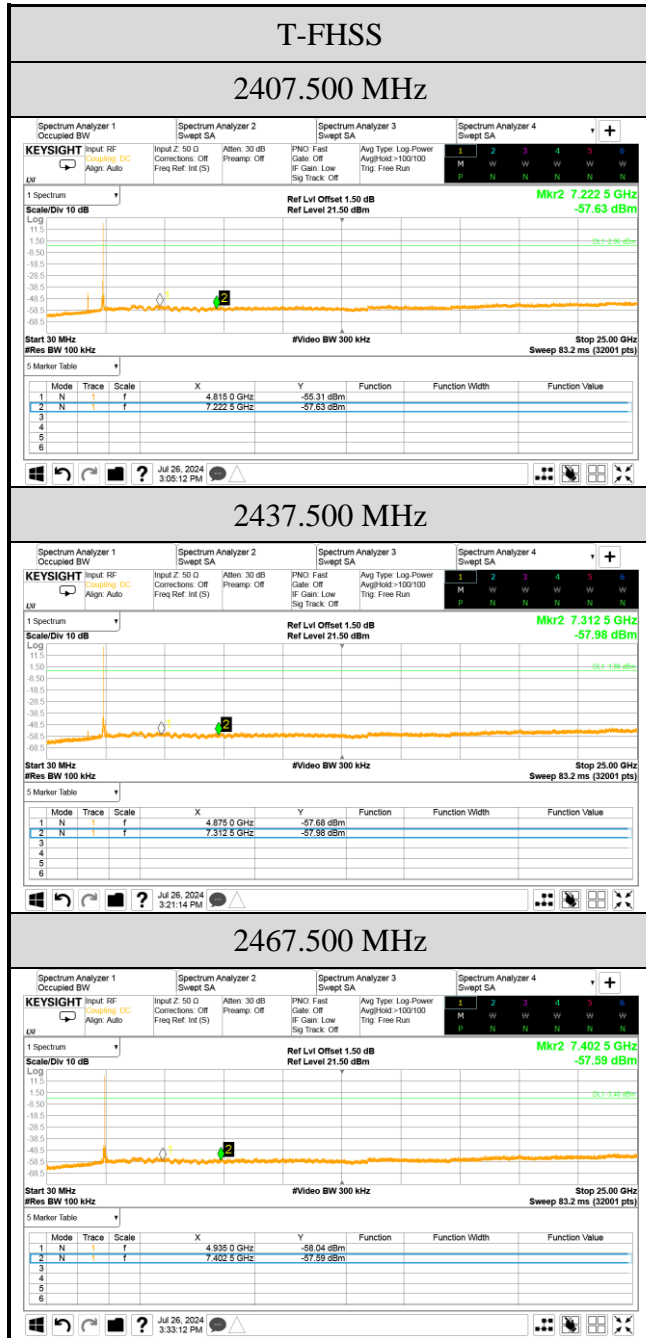 T-FHSS
2407.500 MHz
Spectrum Analyzer 1 Spectrum Analyzer 2 Spectrum Analyzer 3 Spectrum Analyzer 4
Occupied BW Swept SA Swept SA Swept SA
KEYSIGHT Input: RF Input Z: 50 Ω Atten: 30 dB PNO: Fast Avg Type: Log-Power 1 2 3 4 5 6
Coupling: DC Corrections: Off Preamp: Off Gate: Off Avg|Hold:>100/100 M W W W W W
Align: Auto Freq Ref: Int (S) IF Gain: Low Trig: Free Run
LXI Sig Track: Off P N N N N N
1 Spectrum Ref Lvl Offset 1.50 dB Mkr2 7.222 5 GHz
Scale/Div 10 dB Ref Level 21.50 dBm -57.63 dBm
Log
11.5
1.50
-8.50
-18.5
-28.5
-38.5
-48.5
-58.5
-68.5
2
Start 30 MHz #Video BW 300 kHz Stop 25.00 GHz
#Res BW 100 kHz Sweep 83.2 ms (32001 pts)
5 Marker Table
Mode Trace Scale X Y Function Function Width Function Value
1 N 1 f 4.815 0 GHz -55.31 dBm
2 N 1 f 7.222 5 GHz -57.63 dBm
3
4
5
6
? Jul 26, 2024
3:05:12 PM
2437.500 MHz
Spectrum Analyzer 1 Spectrum Analyzer 2 Spectrum Analyzer 3 Spectrum Analyzer 4
Occupied BW Swept SA Swept SA Swept SA
KEYSIGHT Input: RF Input Z: 50 Ω Atten: 30 dB PNO: Fast Avg Type: Log-Power 1 2 3 4 5 6
Coupling: DC Corrections: Off Preamp: Off Gate: Off Avg|Hold:>100/100 M W W W W W
Align: Auto Freq Ref: Int (S) IF Gain: Low Trig: Free Run
LXI Sig Track: Off P N N N N N
1 Spectrum Ref Lvl Offset 1.50 dB Mkr2 7.312 5 GHz
Scale/Div 10 dB Ref Level 21.50 dBm -57.98 dBm
Log
11.5
1.50
-8.50
-18.5
-28.5
-38.5
-48.5
-58.5
-68.5
1 2
Start 30 MHz #Video BW 300 kHz Stop 25.00 GHz
#Res BW 100 kHz Sweep 83.2 ms (32001 pts)
5 Marker Table
Mode Trace Scale X Y Function Function Width Function Value
1 N 1 f 4.875 0 GHz -57.68 dBm
2 N 1 f 7.312 5 GHz -57.98 dBm
3
4
5
6
? Jul 26, 2024
3:21:14 PM
2467.500 MHz
Spectrum Analyzer 1 Spectrum Analyzer 2 Spectrum Analyzer 3 Spectrum Analyzer 4
Occupied BW Swept SA Swept SA Swept SA
KEYSIGHT Input: RF Input Z: 50 Ω Atten: 30 dB PNO: Fast Avg Type: Log-Power 1 2 3 4 5 6
Coupling: DC Corrections: Off Preamp: Off Gate: Off Avg|Hold:>100/100 M W W W W W
Align: Auto Freq Ref: Int (S) IF Gain: Low Trig: Free Run
LXI Sig Track: Off P N N N N N
1 Spectrum Ref Lvl Offset 1.50 dB Mkr2 7.402 5 GHz
Scale/Div 10 dB Ref Level 21.50 dBm -57.59 dBm
Log
11.5
1.50
-8.50
-18.5
-28.5
-38.5
-48.5
-58.5
-68.5
1 2
Start 30 MHz #Video BW 300 kHz Stop 25.00 GHz
#Res BW 100 kHz Sweep 83.2 ms (32001 pts)
5 Marker Table
Mode Trace Scale X Y Function Function Width Function Value
1 N 1 f 4.935 0 GHz -58.04 dBm
2 N 1 f 7.402 5 GHz -57.59 dBm
3
4
5
6
? Jul 26, 2024
3:33:12 PM